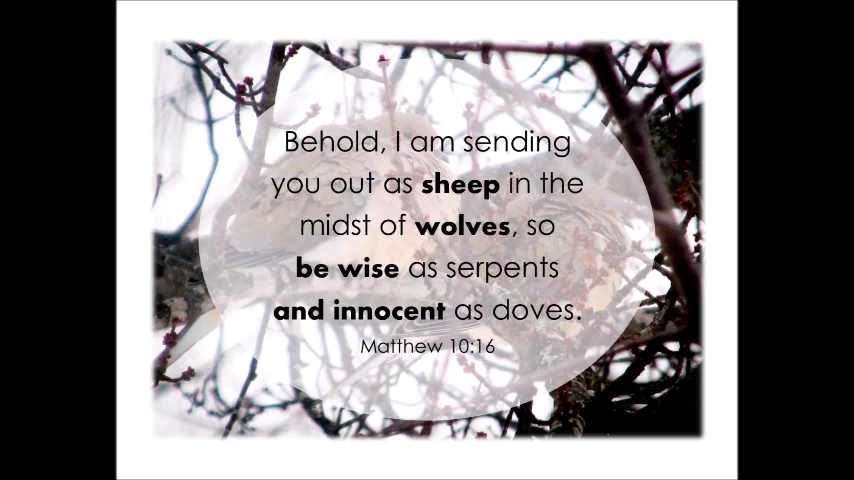 Behold, I am sending
you out as sheep in the
midst of wolves, so
be wise as serpents
and innocent as doves.
Matthew 10:16